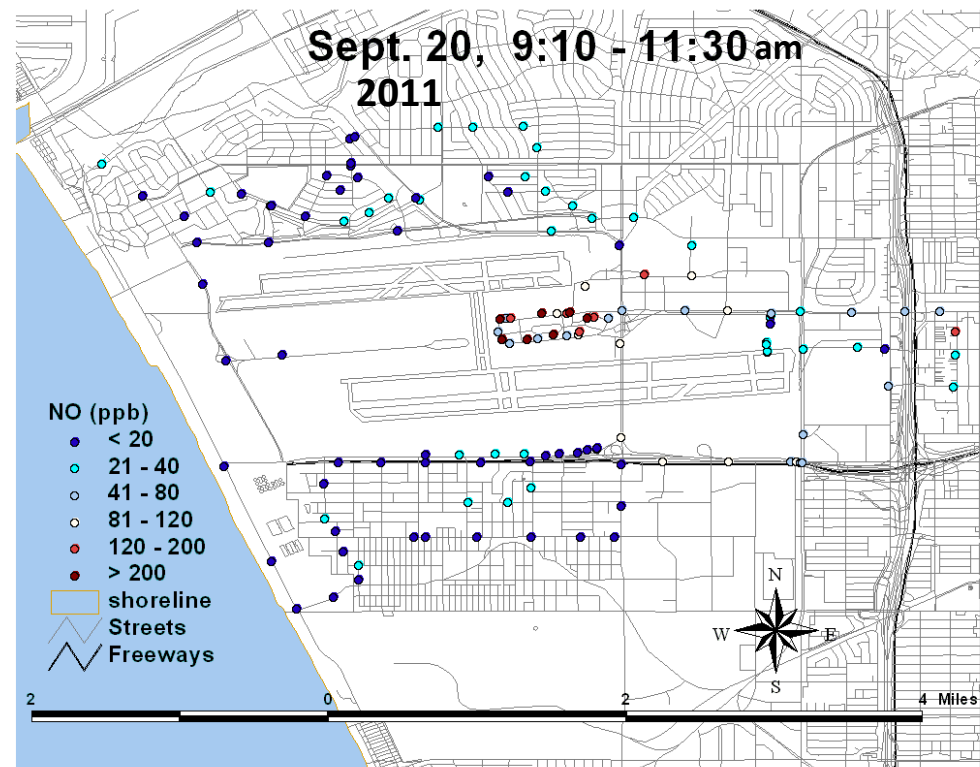 Sept. 20, 9:10 - 11:30 am
2011
NO (ppb)
< 20
21 - 40
41 - 80
81 - 120
120 - 200
> 200
shoreline
Streets
Freeways
N
W E
S
2 0 2 4 Miles